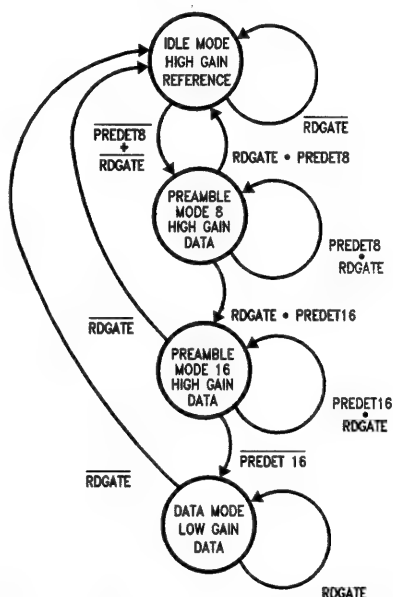 IDLE MODE
HIGH GAIN
REFERENCE
RDGATE
PREDET8
+
RDGATE
RDGATE • PREDET8
PREAMBLE
MODE 8
HIGH GAIN
DATA
PREDET8
•
RDGATE
RDGATE • PREDET16
RDGATE
PREAMBLE
MODE 16
HIGH GAIN
DATA
PREDET16
•
RDGATE
PREDET 16
RDGATE
DATA MODE
LOW GAIN
DATA
RDGATE